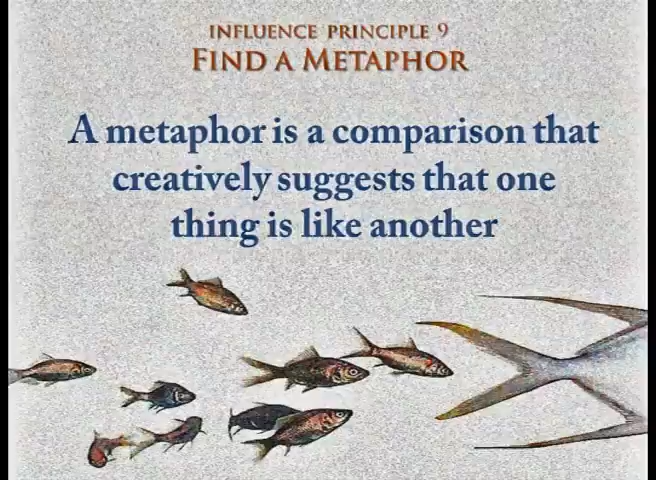 INFLUENCE PRINCIPLE 9
FIND A METAPHOR
A metaphor is a comparison that
creatively suggests that one
thing is like another